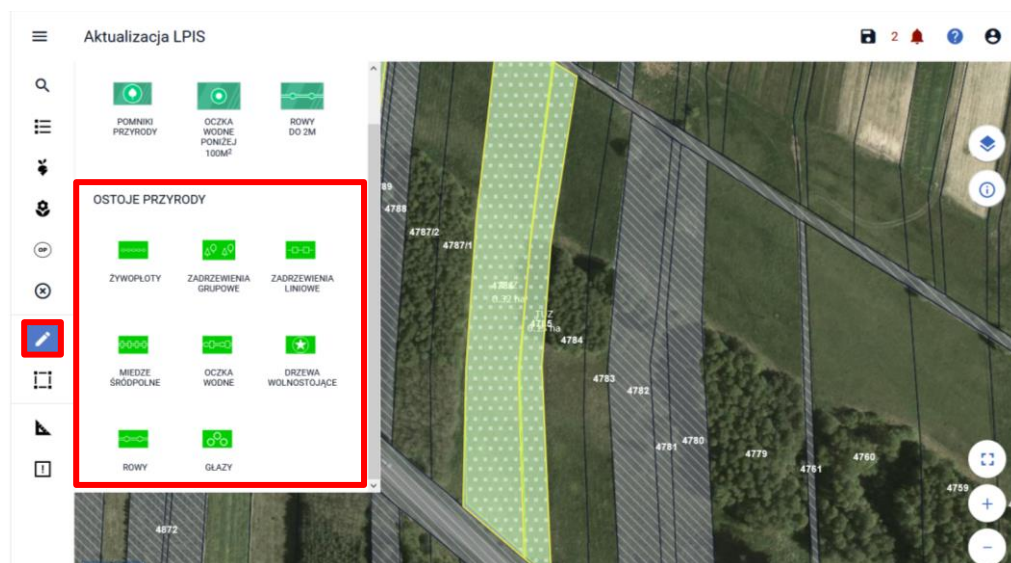 Aktualizacja LPIS
2
?
POMNIKI
PRZYRODY
OCZKA
WODNE
PONIŻEJ
100M²
ROWY
DO 2M
OSTOJE PRZYRODY
ŻYWOPŁOTY
ZADRZEWIENIA
GRUPOWE
ZADRZEWIENIA
LINIOWE
MIEDZE
ŚRÓDPOLNE
OCZKA
WODNE
DRZEWA
WOLNOSTOJĄCE
ROWY
GŁAZY
89
4788
4787/2
4787/1
TUZ
4784
4783
4782
4781
4780
4779
4761
4760
4759
4872